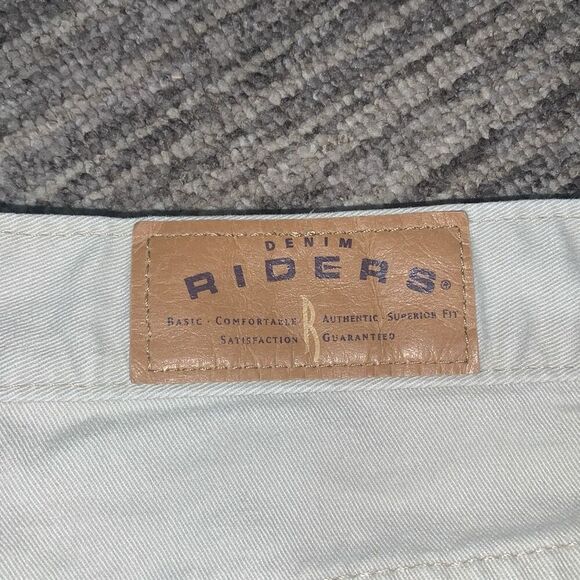 DENIM
RIDERS®
BASIC · COMFORTABLE R AUTHENTIC · SUPERIOR FIT
SATISFACTION GUARANTEED